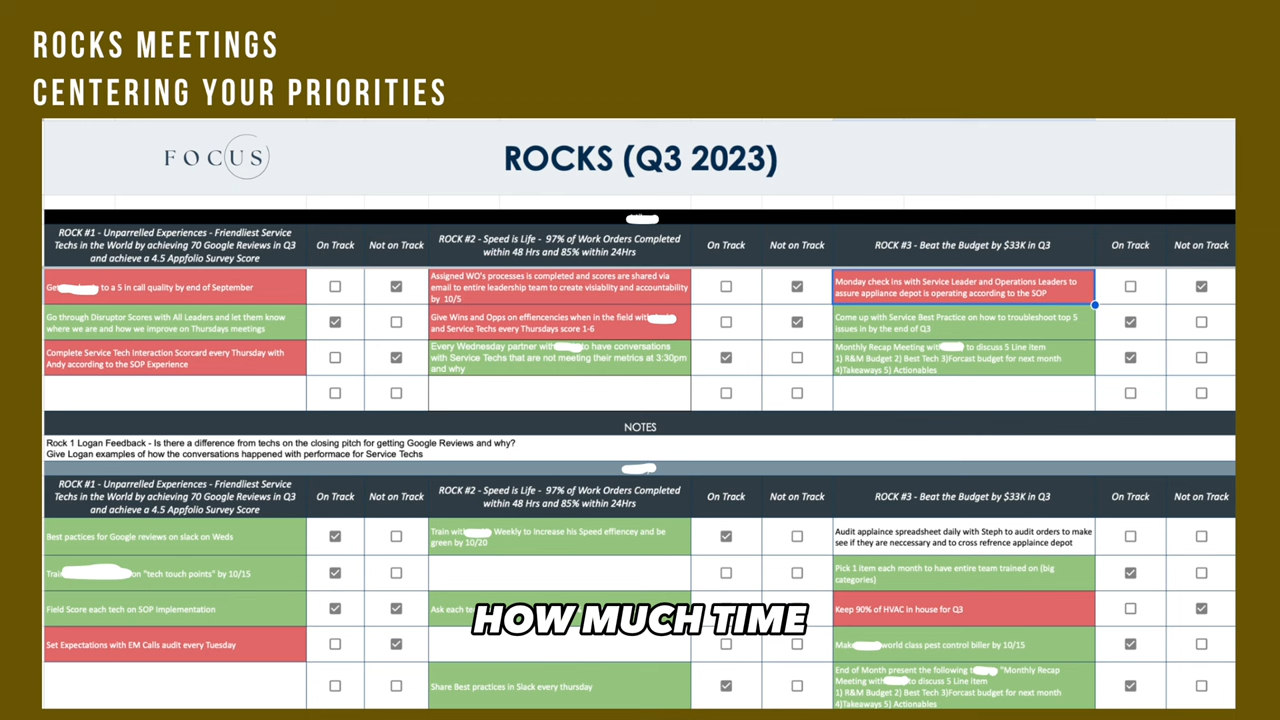 ROCKS MEETINGS
CENTERING YOUR PRIORITIES
FOCUS
ROCKS (Q3 2023)
ROCK #1 - Unparrelled Experiences - Friendliest Service
Techs in the World by achieving 70 Google Reviews in Q3
and achieve a 4.5 Appfolio Survey Score
On Track
Not on Track
ROCK #2 - Speed is Life - 97% of Work Orders Completed
within 48 Hrs and 85% within 24Hrs
On Track
Not on Track
ROCK #3 - Beat the Budget by $33K in Q3
On Track
Not on Track
to a 5 in call quality by end of September
Assigned WO's processes is completed and scores are shared via
email to entire leadership team to create visiablity and accountability
by 10/5
Monday check ins with Service Leader and Operations Leaders to
assure appliance depot is operating according to the SOP
Go through Disruptor Scores with All Leaders and let them know
where we are and how we improve on Thursdays meetings
Give Wins and Opps on effiencencies when in the field with
and Service Techs every Thursdays score 1-6
Come up with Service Best Practice on how to troubleshoot top 5
issues in by the end of Q3
Complete Service Tech Interaction Scorcard every Thursday with
Andy according to the SOP Experience
Every Wednesday partner with to have conversations
with Service Techs that are not meeting their metrics at 3:30pm
and why
Monthly Recap Meeting with to discuss 5 Line item
1) R&M Budget 2) Best Tech 3)Forcast budget for next month
4)Takeaways 5) Actionables
NOTES
Rock 1 Logan Feedback - Is there a difference from techs on the closing pitch for getting Google Reviews and why?
Give Logan examples of how the conversations happened with performace for Service Techs
ROCK #1 - Unparrelled Experiences - Friendliest Service
Techs in the World by achieving 70 Google Reviews in Q3
and achieve a 4.5 Appfolio Survey Score
On Track
Not on Track
ROCK #2 - Speed is Life - 97% of Work Orders Completed
within 48 Hrs and 85% within 24Hrs
On Track
Not on Track
ROCK #3 - Beat the Budget by $33K in Q3
On Track
Not on Track
Best pactices for Google reviews on slack on Weds
Train with Weekly to Increase his Speed effiencey and be
green by 10/20
Audit applaince spreadsheet daily with Steph to audit orders to make
see if they are neccessary and to cross refrence applaince depot
on "tech touch points" by 10/15
Pick 1 item each month to have entire team trained on (big
categories)
Field Score each tech on SOP Implementation
Ask each
HOW MUCH TIME
Keep 90% of HVAC in house for Q3
Set Expectations with EM Calls audit every Tuesday
Make world class pest control biller by 10/15
Share Best practices in Slack every thursday
End of Month present the following t "Monthly Recap
Meeting with to discuss 5 Line item
1) R&M Budget 2) Best Tech 3)Forcast budget for next month
4)Takeaways 5) Actionables